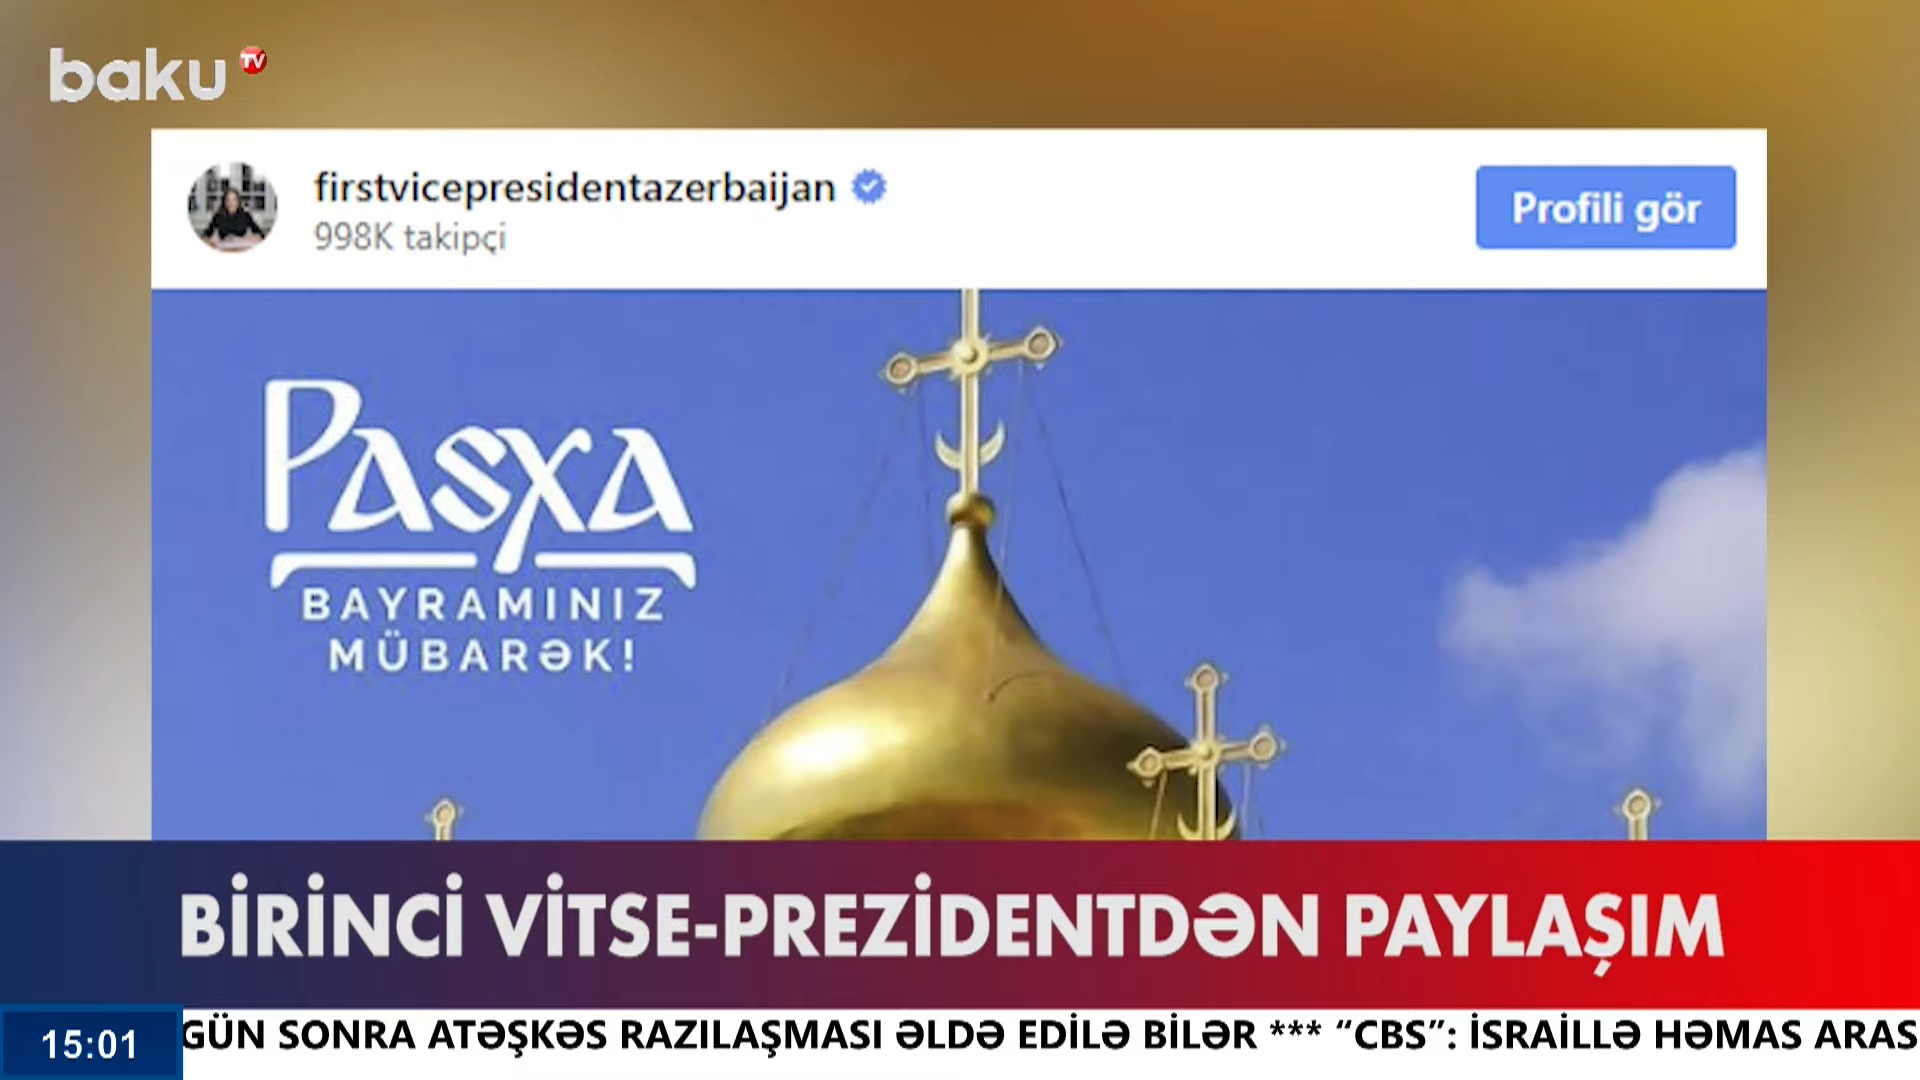 baku TV
firstvicepresidentazerbaijan
998K takipçi
Profili gör
PASXA
BAYRAMINIZ
MÜBARƏK!
BİRİNCİ VİTSE-PREZİDENTDƏN PAYLAŞIM
15:01
GÜN SONRA ATƏŞKƏS RAZILAŞMASI ƏLDƏ EDİLƏ BİLƏR *** “CBS”: İSRAİLLƏ HƏMAS ARAS